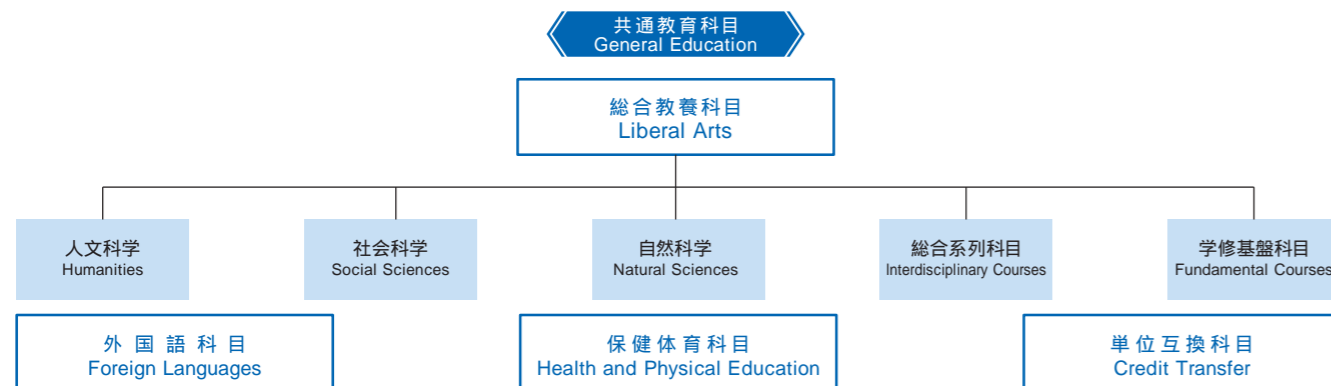 共通教育科目
General Education
総合教養科目
Liberal Arts
人文科学
Humanities
社会科学
Social Sciences
自然科学
Natural Sciences
総合系列科目
Interdisciplinary Courses
学修基盤科目
Fundamental Courses
外国語科目
Foreign Languages
保健体育科目
Health and Physical Education
単位互換科目
Credit Transfer